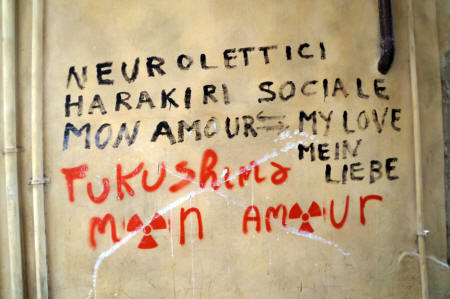 NEUROLETTICI
HARAKIRI SOCIALE
MON AMOUR ⇆ MY LOVE
MEIN
LIEBE
FUKUSHIMA
MON AMOUR